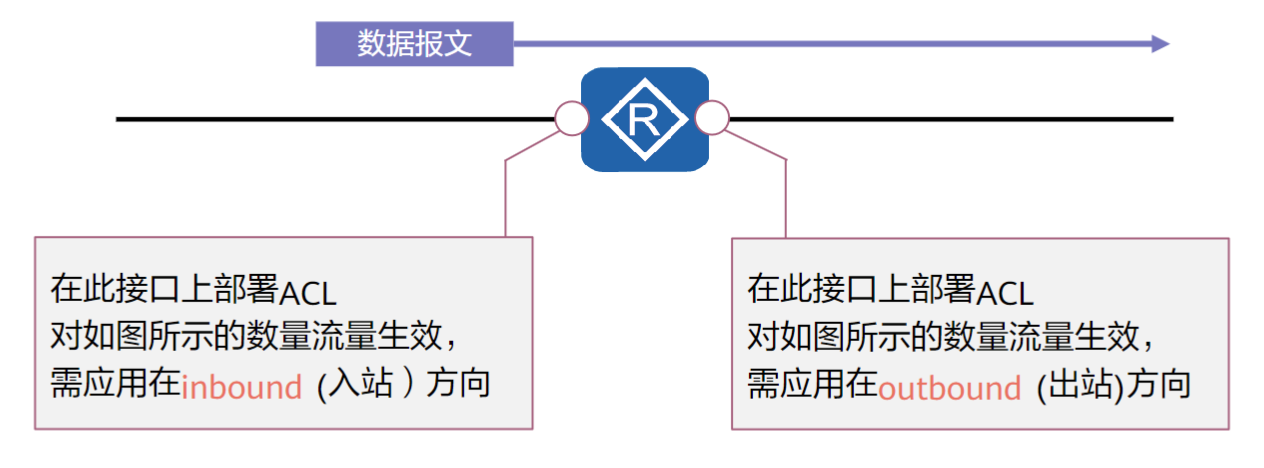 数据报文
R
在此接口上部署ACL
对如图所示的数量流量生效，
需应用在inbound (入站）方向
在此接口上部署ACL
对如图所示的数量流量生效，
需应用在outbound (出站)方向